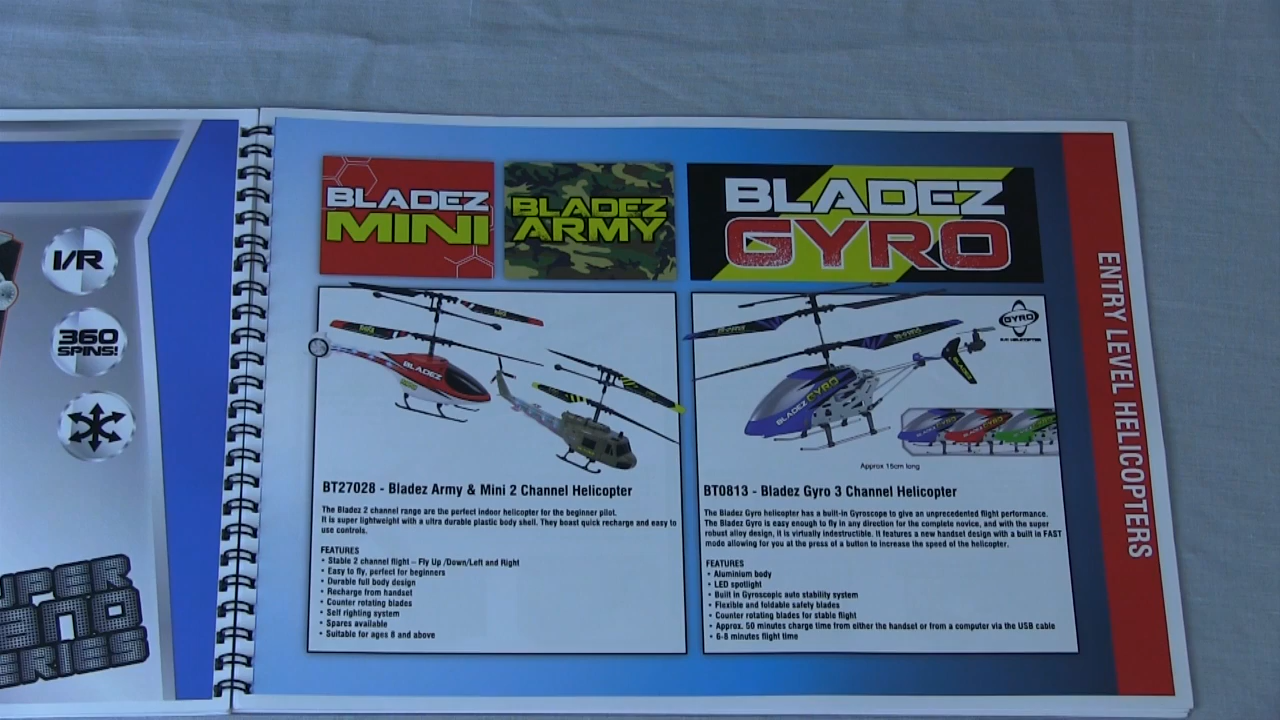 I/R
360
SPINS!
BLADEZ
MINI
BLADEZ
ARMY
BLADEZ
GYRO
ENTRY LEVEL HELICOPTERS
BLADEZ
BLADEZ GYRO
GYRO
Approx 15cm long
BT27028 - Bladez Army & Mini 2 Channel Helicopter
The Bladez 2 channel range are the perfect indoor helicopter for the beginner pilot.
It is super lightweight with a ultra durable plastic body shell. They boast quick recharge and easy to
use controls.
FEATURES
• Stable 2 channel flight – Fly Up /Down/Left and Right
• Easy to fly, perfect for beginners
• Durable full body design
• Recharge from handset
• Counter rotating blades
• Self righting system
• Spares available
• Suitable for ages 8 and above
BT0813 - Bladez Gyro 3 Channel Helicopter
The Bladez Gyro helicopter has a built-in Gyroscope to give an unprecedented flight performance.
The Bladez Gyro is easy enough to fly in any direction for the complete novice, and with the super
robust alloy design, it is virtually indestructible. It features a new handset design with a built in FAST
mode allowing for you at the press of a button to increase the speed of the helicopter.
FEATURES
• Aluminium body
• LED spotlight
• Built in Gyroscopic auto stability system
• Flexible and foldable safety blades
• Counter rotating blades for stable flight
• Approx. 50 minutes charge time from either the handset or from a computer via the USB cable
• 6-8 minutes flight time